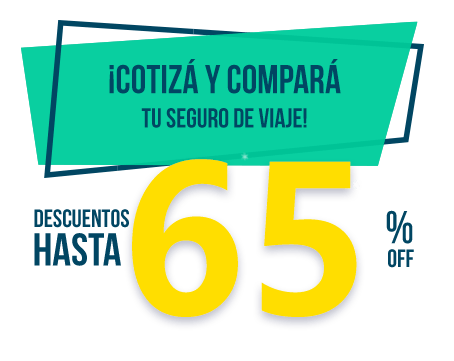 ¡COTIZÁ Y COMPARÁ
TU SEGURO DE VIAJE!
DESCUENTOS
HASTA
65
%
OFF